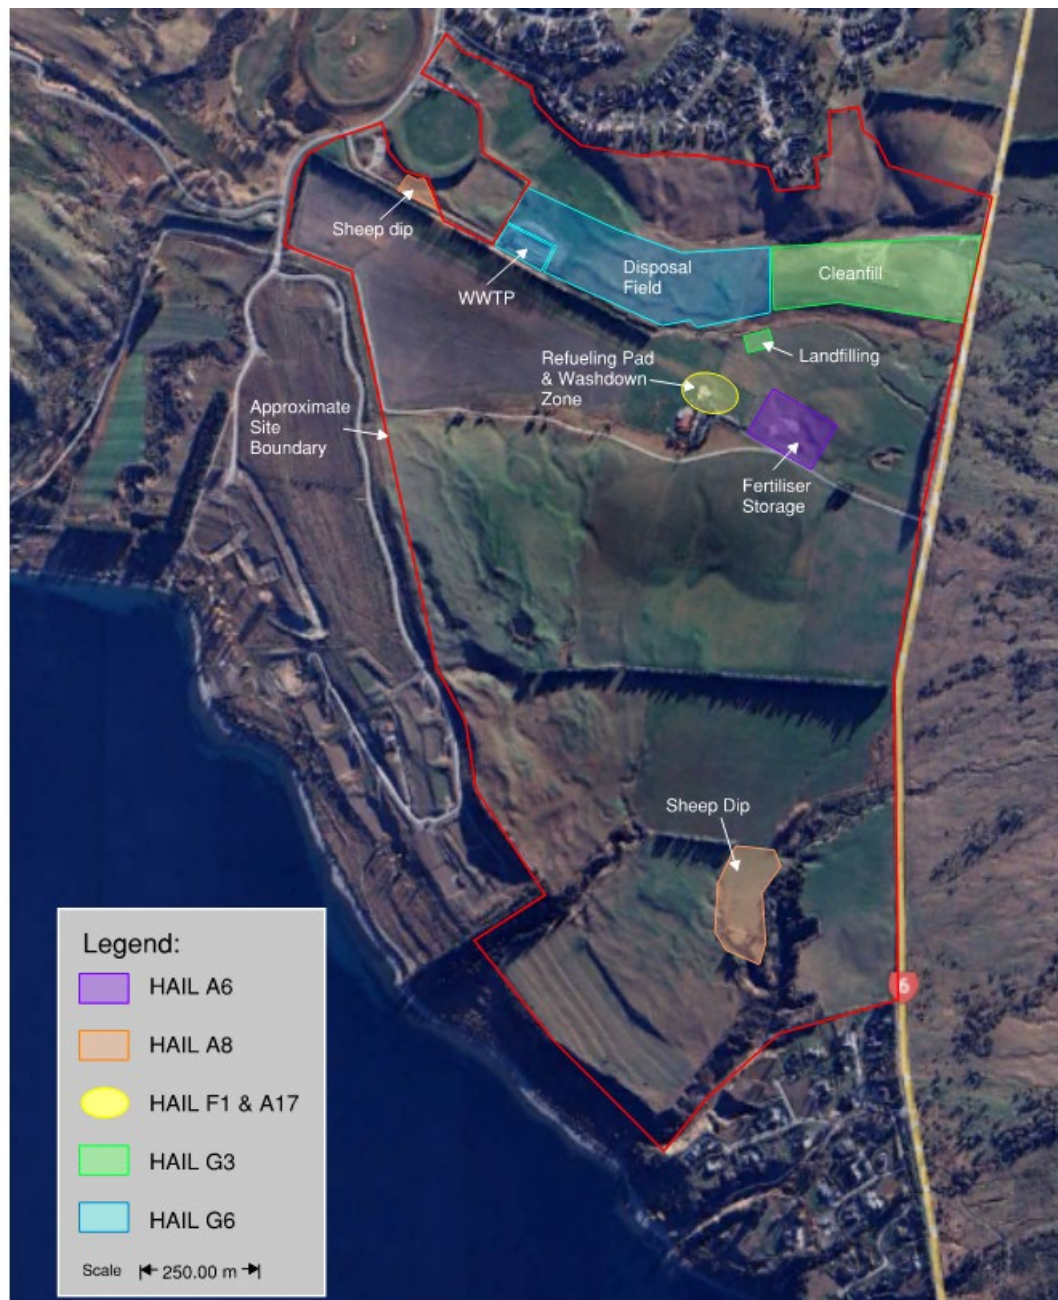 Sheep dip
WWTP
Disposal
Field
Cleanfill
Landfilling
Refueling Pad
& Washdown
Zone
Approximate
Site
Boundary
Fertiliser
Storage
Sheep Dip
6
Legend:
HAIL A6
HAIL A8
HAIL F1 & A17
HAIL G3
HAIL G6
Scale 250.00 m